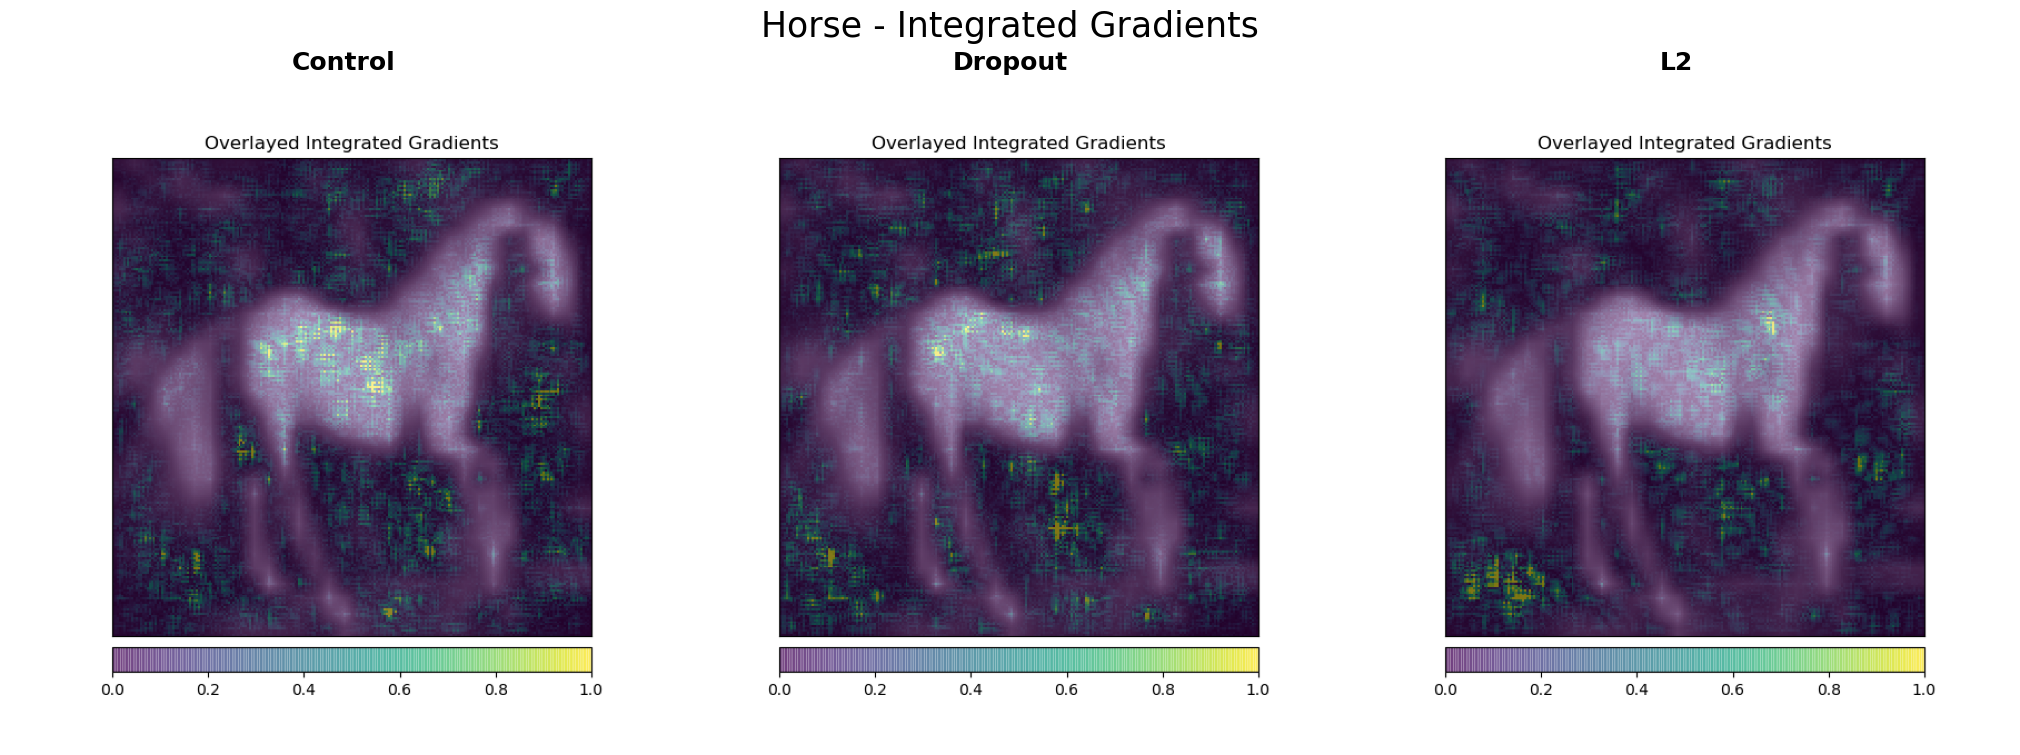 Horse - Integrated Gradients
Control Dropout L2
Overlayed Integrated Gradients Overlayed Integrated Gradients Overlayed Integrated Gradients
0.0 0.2 0.4 0.6 0.8 1.0 0.0 0.2 0.4 0.6 0.8 1.0 0.0 0.2 0.4 0.6 0.8 1.0